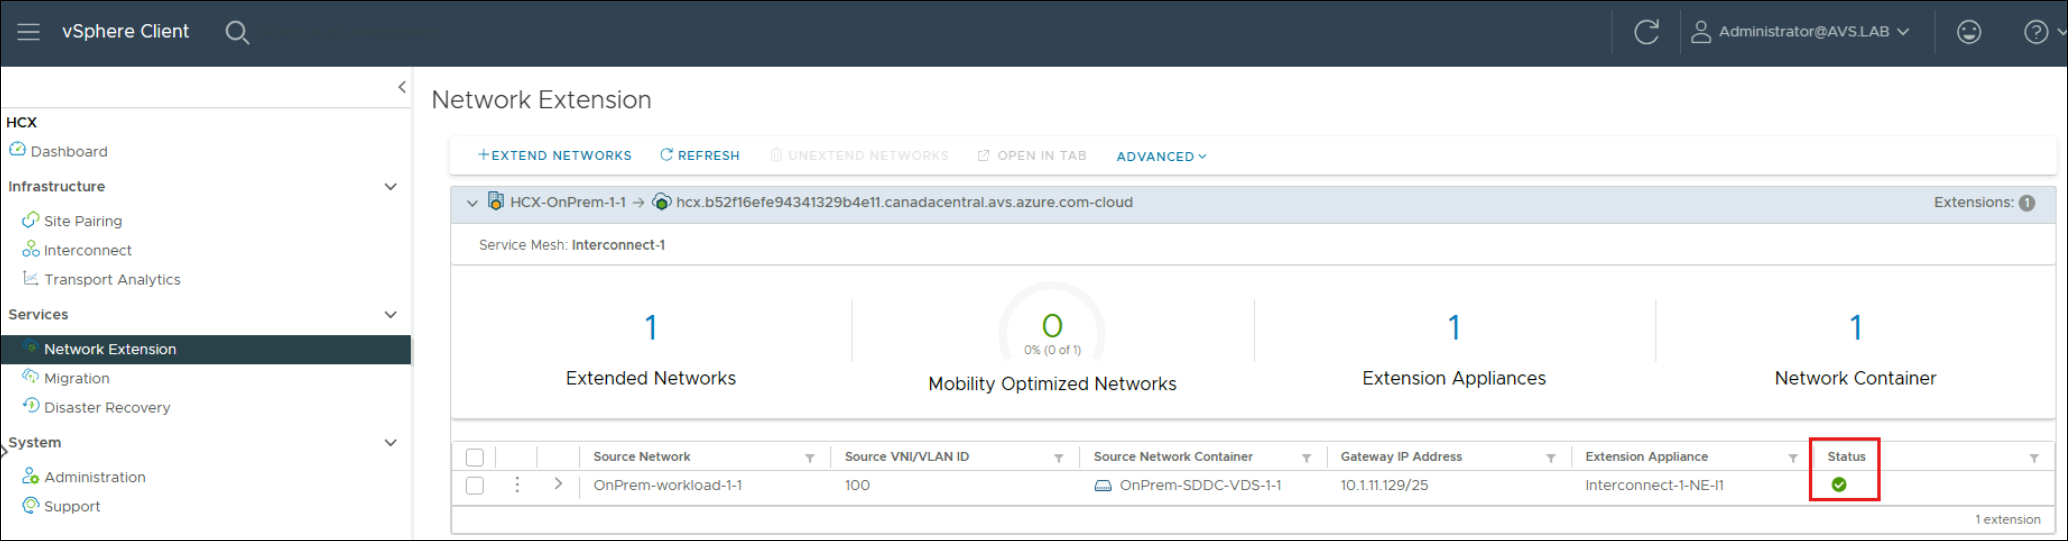 vSphere Client
Administrator@AVS.LAB
HCX
Dashboard
Infrastructure
Site Pairing
Interconnect
Transport Analytics
Services
Network Extension
Migration
Disaster Recovery
System
Administration
Support
Network Extension
+EXTEND NETWORKS REFRESH UNEXTEND NETWORKS OPEN IN TAB ADVANCED
HCX-OnPrem-1-1 → hcx.b52f16efe94341329b4e11.canadacentral.avs.azure.com-cloud Extensions: 1
Service Mesh: Interconnect-1
1
Extended Networks
0
0% (0 of 1)
Mobility Optimized Networks
1
Extension Appliances
1
Network Container
Source Network Source VNI/VLAN ID Source Network Container Gateway IP Address Extension Appliance Status
OnPrem-workload-1-1 100 OnPrem-SDDC-VDS-1-1 10.1.11.129/25 Interconnect-1-NE-I1
1 extension